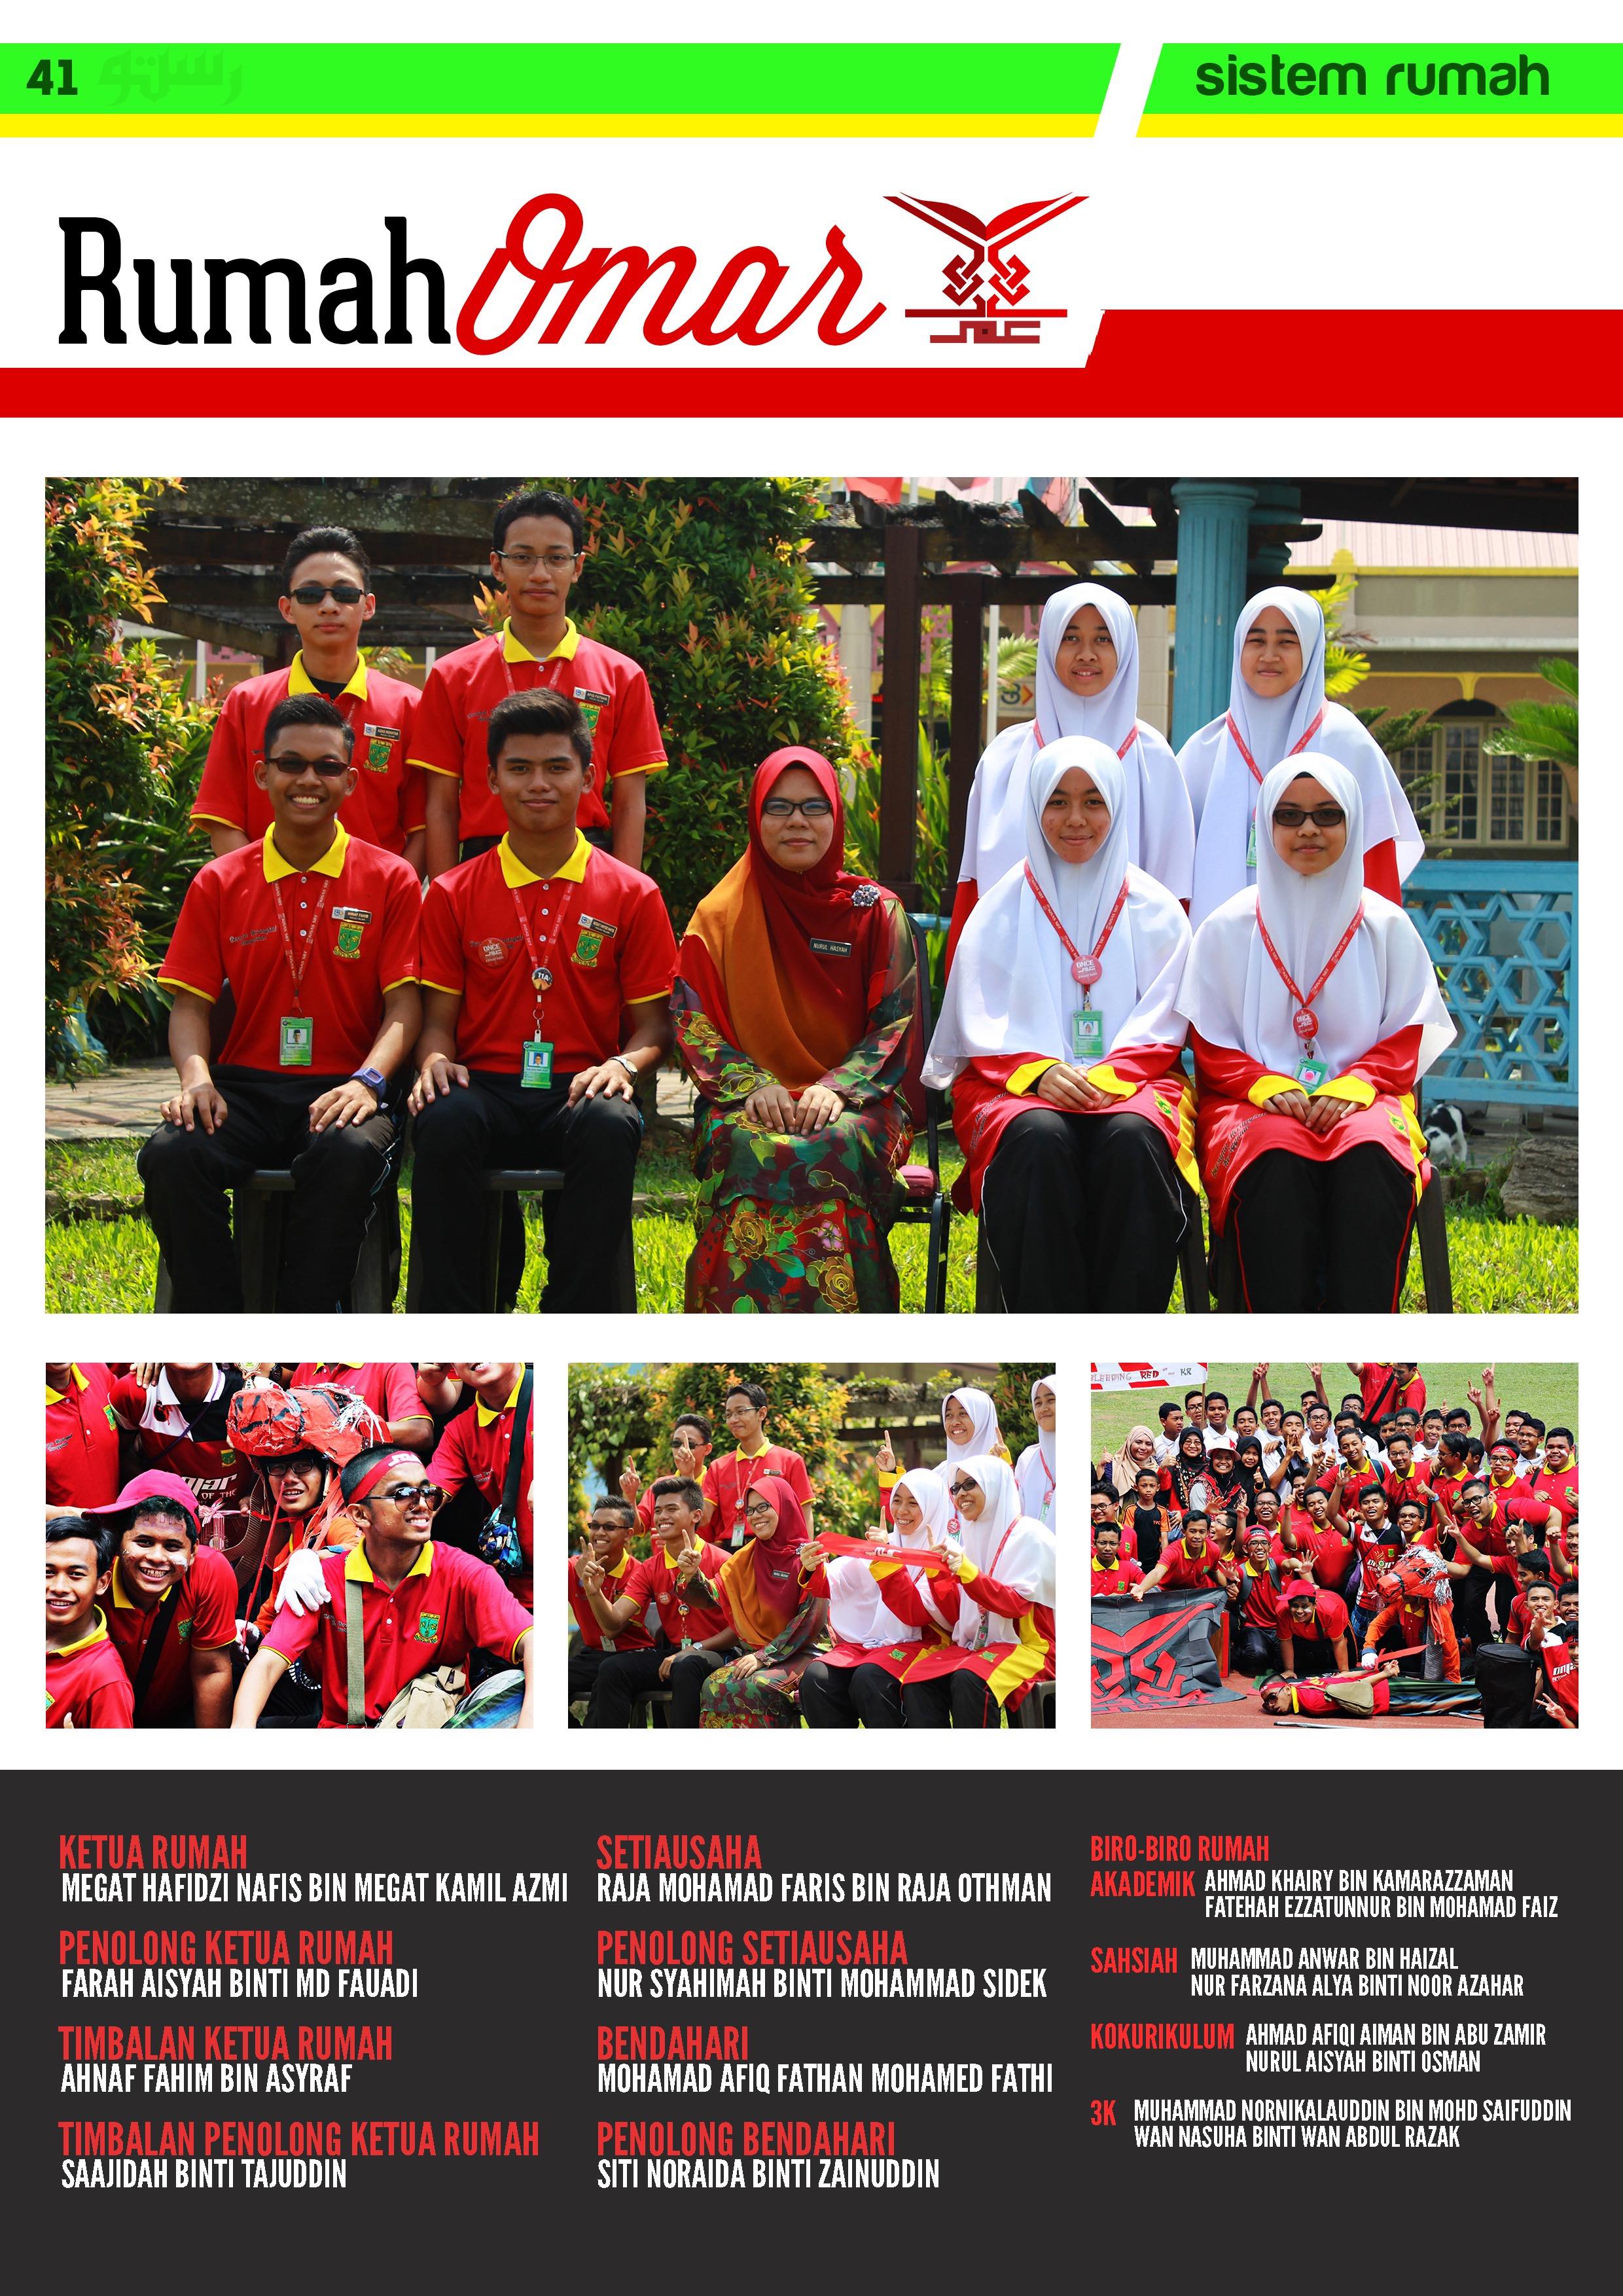 41 رستو
sistem rumah
Rumah Omar
عمر
NURUL HASYAH
KETUA RUMAH
MEGAT HAFIDZI NAFIS BIN MEGAT KAMIL AZMI
PENOLONG KETUA RUMAH
FARAH AISYAH BINTI MD FAUADI
TIMBALAN KETUA RUMAH
AHNAF FAHIM BIN ASYRAF
TIMBALAN PENOLONG KETUA RUMAH
SAAJIDAH BINTI TAJUDDIN
SETIAUSAHA
RAJA MOHAMAD FARIS BIN RAJA OTHMAN
PENOLONG SETIAUSAHA
NUR SYAHIMAH BINTI MOHAMMAD SIDEK
BENDAHARI
MOHAMAD AFIQ FATHAN MOHAMED FATHI
PENOLONG BENDAHARI
SITI NORAIDA BINTI ZAINUDDIN
BIRO-BIRO RUMAH
AKADEMIK AHMAD KHAIRY BIN KAMARAZZAMAN
FATEHAH EZZATUNNUR BIN MOHAMAD FAIZ
SAHSIAH MUHAMMAD ANWAR BIN HAIZAL
NUR FARZANA ALYA BINTI NOOR AZAHAR
KOKURIKULUM AHMAD AFIQI AIMAN BIN ABU ZAMIR
NURUL AISYAH BINTI OSMAN
3K MUHAMMAD NORNIKALAUDDIN BIN MOHD SAIFUDDIN
WAN NASUHA BINTI WAN ABDUL RAZAK